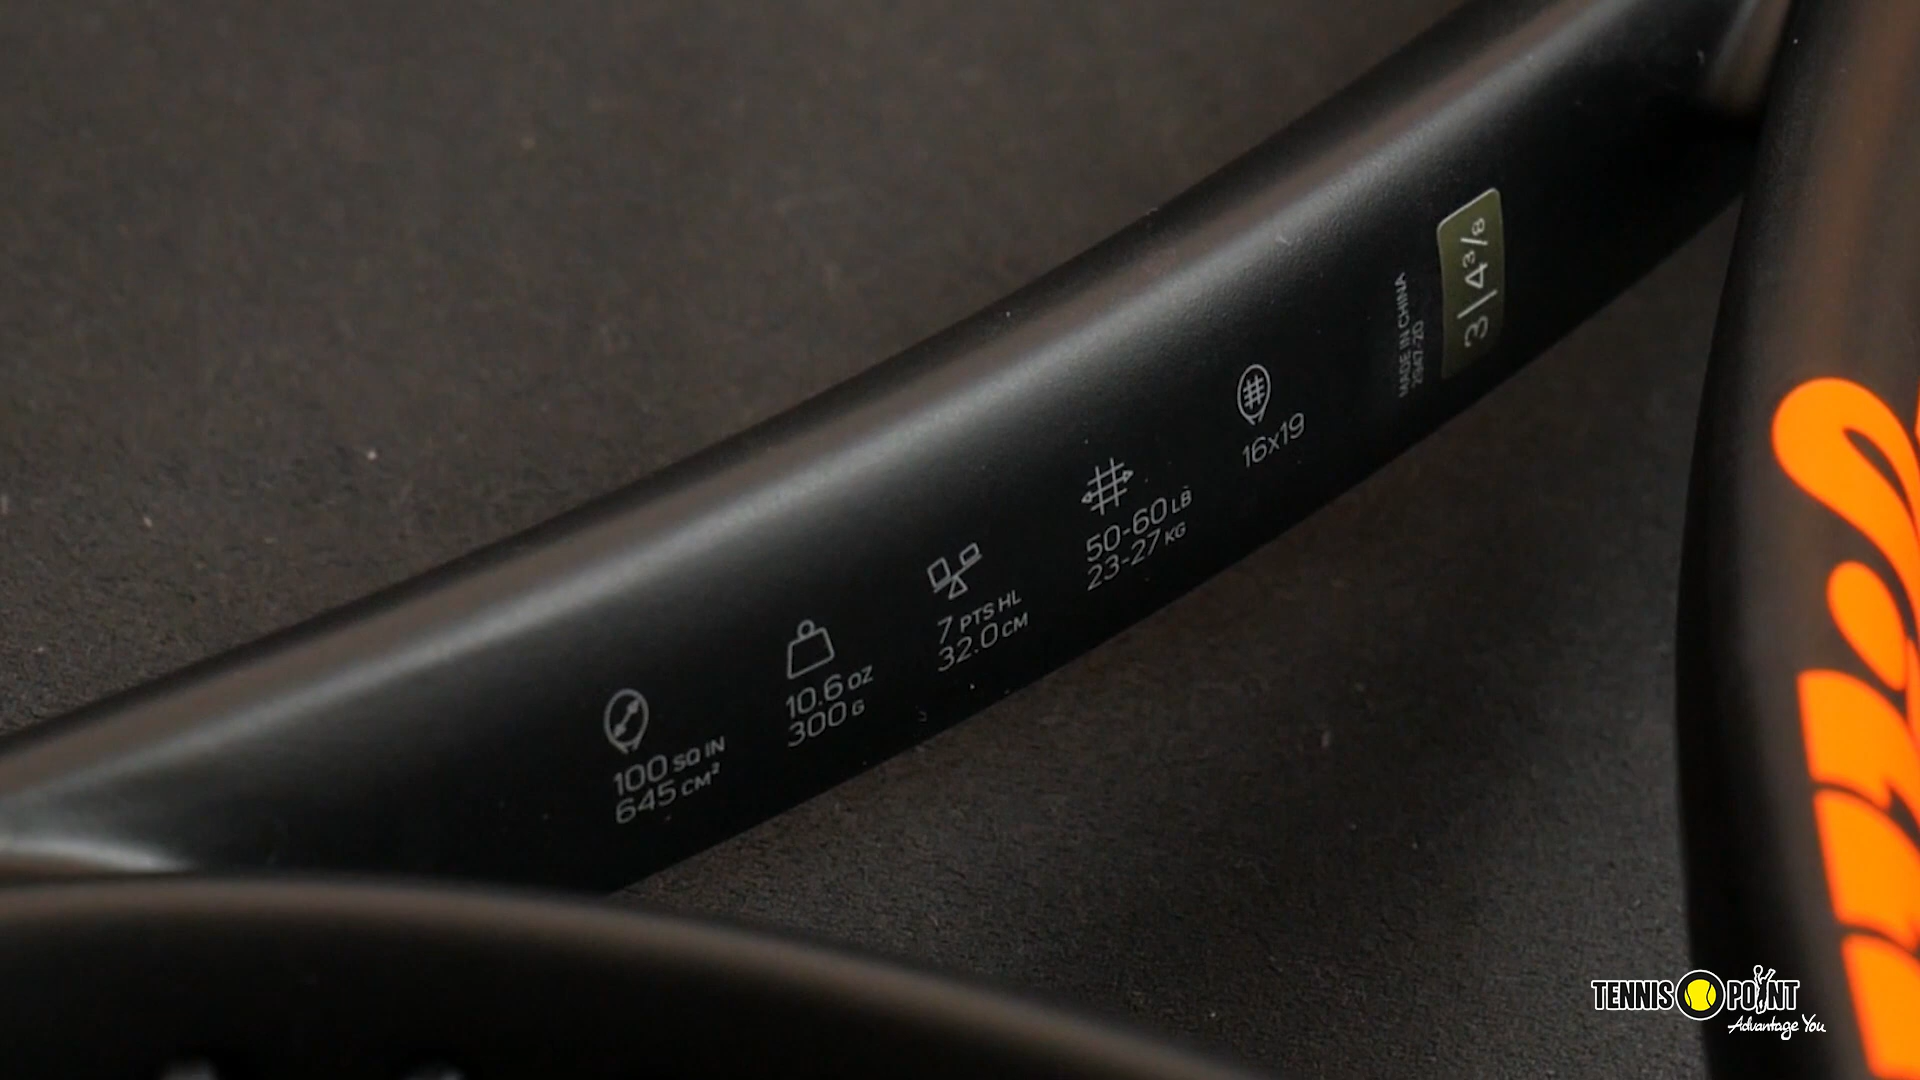 100 SQ IN
645 CM²
10.6 OZ
300 G
7 PTS HL
32.0 CM
50-60 LB
23-27 KG
16x19
MADE IN CHINA
3 | 4 3/8
TENNIS POINT
Advantage You